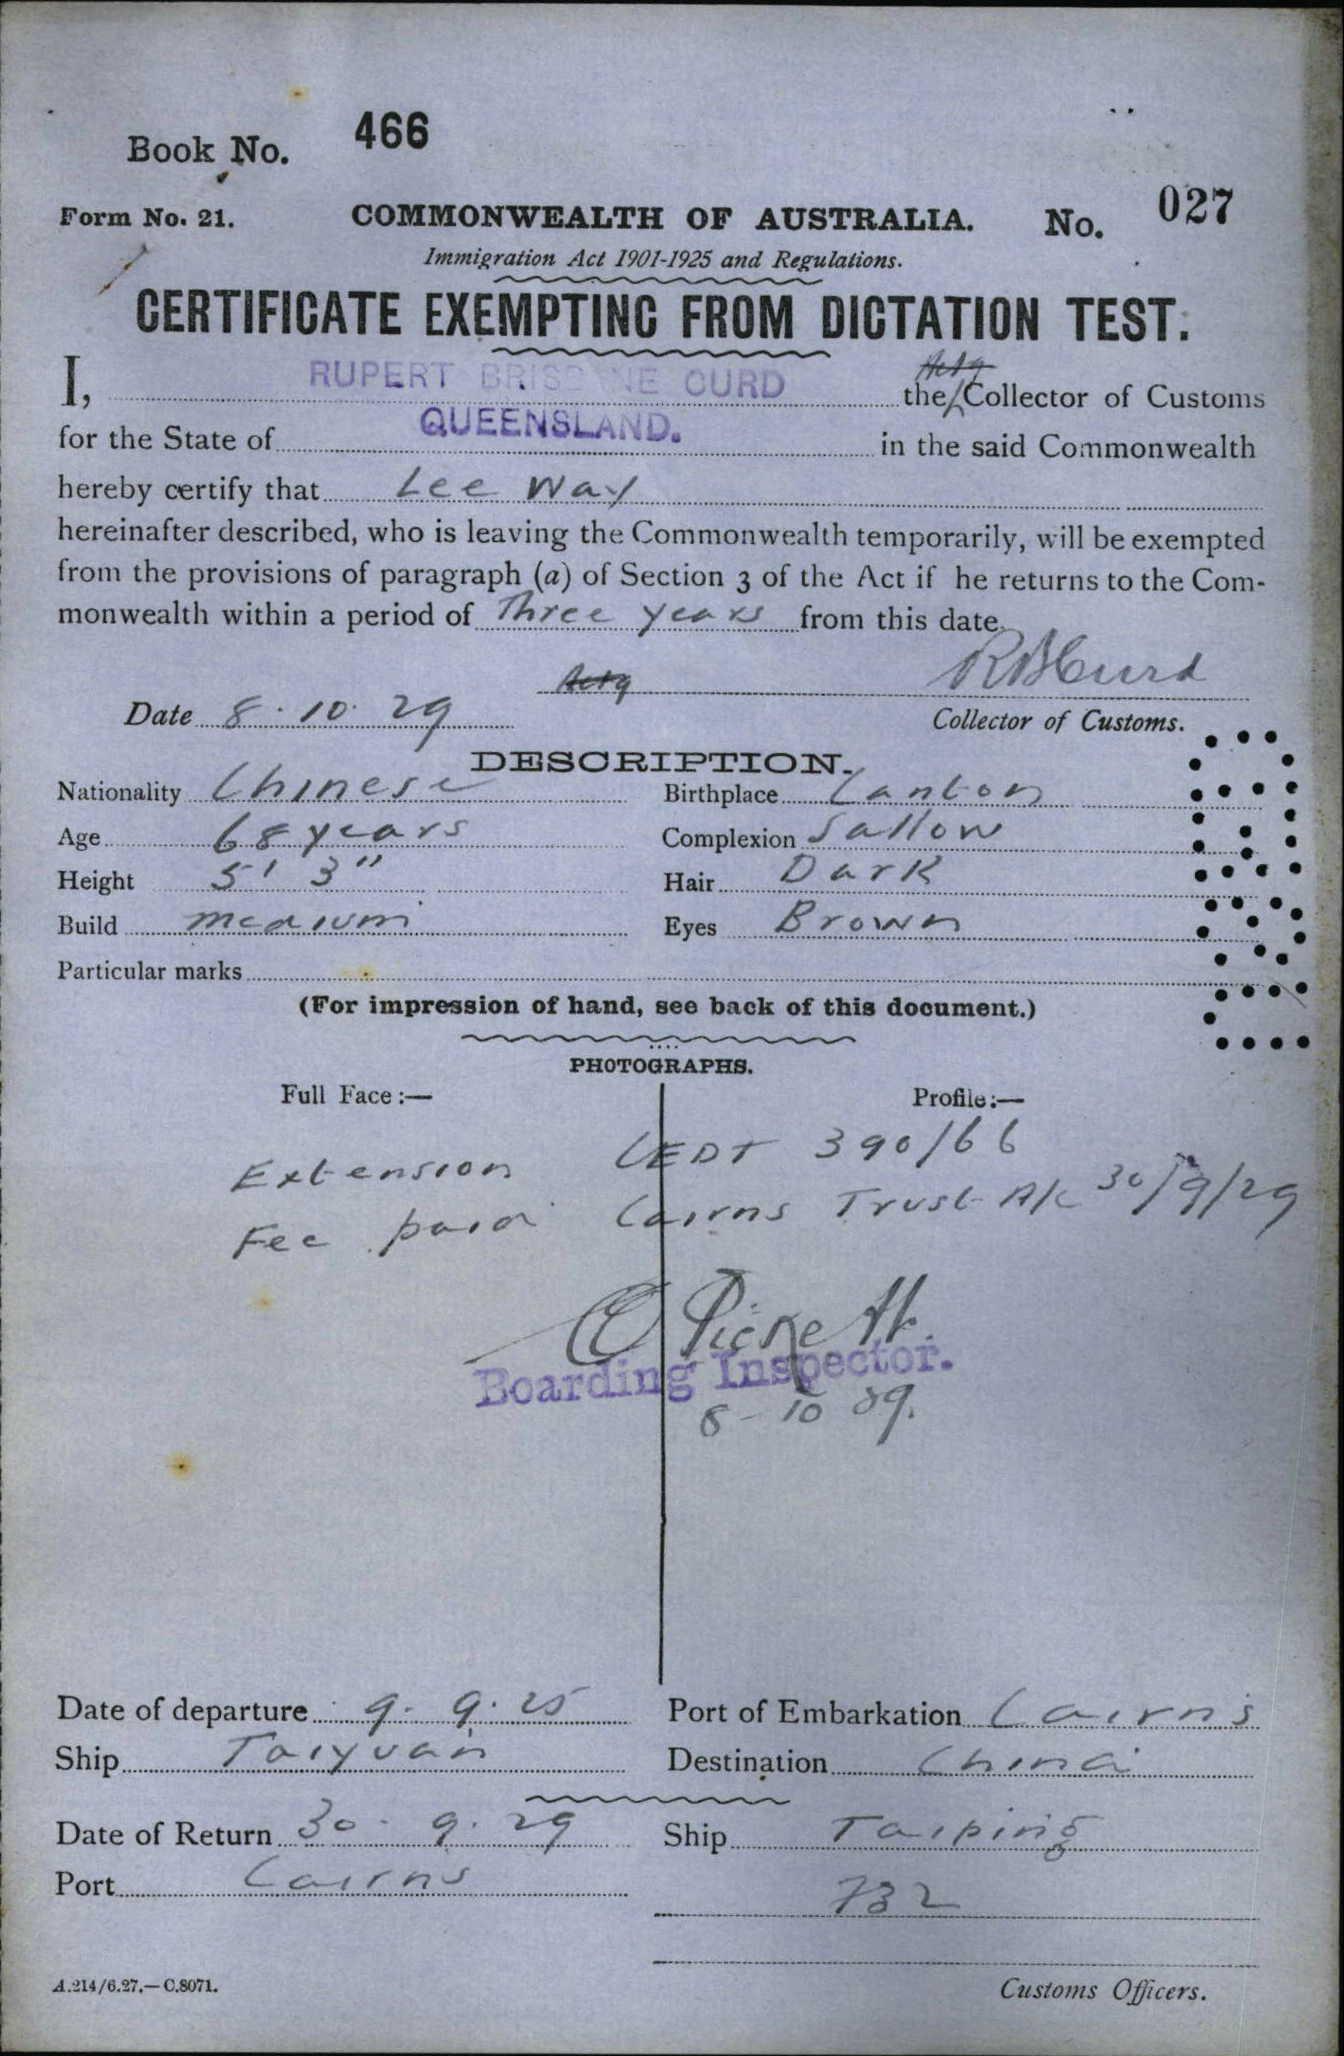 Book No. 466
Form No. 21. COMMONWEALTH OF AUSTRALIA. No. 027
Immigration Act 1901-1925 and Regulations.
CERTIFICATE EXEMPTING FROM DICTATION TEST.
Actg
I, RUPERT BRISBANE CURD the Collector of Customs
for the State of QUEENSLAND. in the said Commonwealth
hereby certify that Lee Way
hereinafter described, who is leaving the Commonwealth temporarily, will be exempted
from the provisions of paragraph (a) of Section 3 of the Act if he returns to the Com-
monwealth within a period of Three years from this date.
Actg RBCurd
Date 8.10.29 Collector of Customs.
DESCRIPTION.
Nationality Chinese Birthplace Canton
Age 68 years Complexion Sallow
Height 5' 3" Hair Dark
Build medium Eyes Brown
Particular marks
(For impression of hand, see back of this document.)
PHOTOGRAPHS.
Full Face :— Profile :—
Extension CEDT 390/66
Fee paid Cairns Trust A/c 30/9/29
Boarding Inspector.
8-10 29.
Date of departure 9.9.25 Port of Embarkation Cairns
Ship Taiyuan Destination China
Date of Return 30.9.29 Ship Taiping
Port Cairns 732
A.214/6.27.—C.8071. Customs Officers.